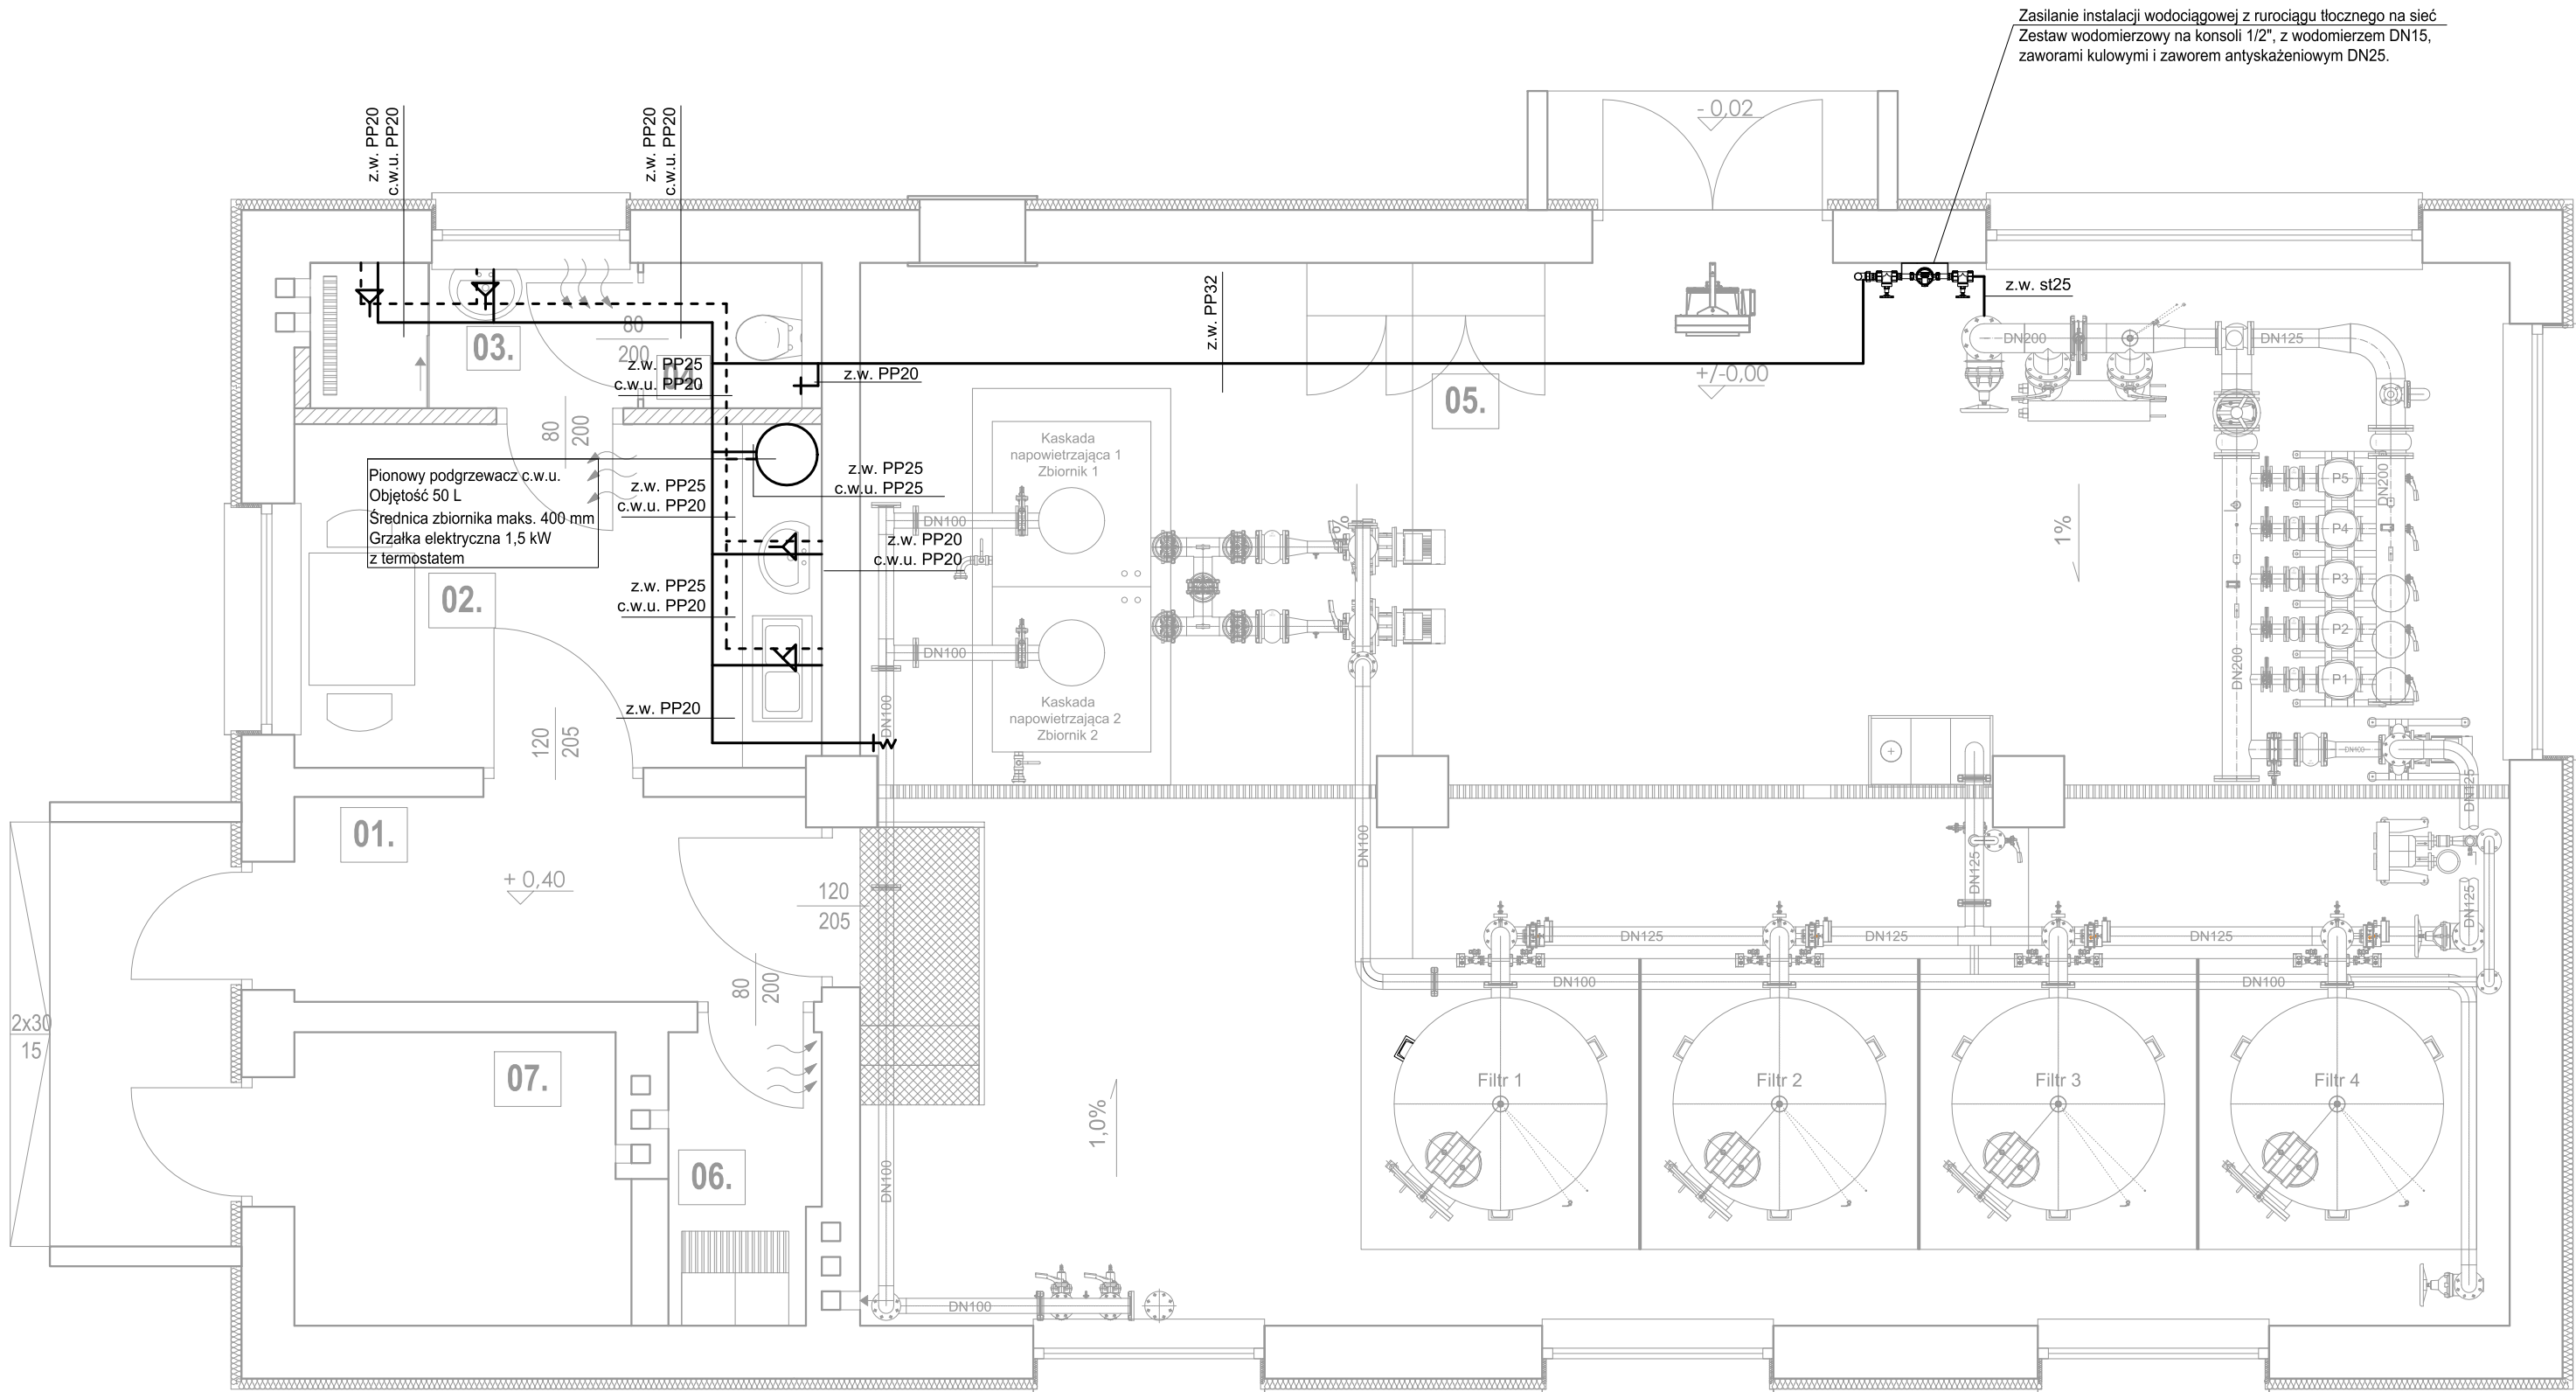 Zasilanie instalacji wodociągowej z rurociągu tłocznego na sieć
Zestaw wodomierzowy na konsoli 1/2", z wodomierzem DN15,
zaworami kulowymi i zaworem antyskażeniowym DN25.
z.w. PP20
c.w.u. PP20
z.w. PP20
c.w.u. PP20
- 0,02
z.w. PP32
z.w. st25
DN200
DN125
03.
80
200
04.
z.w. PP25
c.w.u. PP20
z.w. PP20
+/-0,00
05.
80
200
Kaskada
napowietrzająca 1
Zbiornik 1
Pionowy podgrzewacz c.w.u.
Objętość 50 L
Średnica zbiornika maks. 400 mm
Grzałka elektryczna 1,5 kW
z termostatem
z.w. PP25
c.w.u. PP25
z.w. PP25
c.w.u. PP20
DN100
z.w. PP20
c.w.u. PP20
1%
P5
DN200
P4
P3
P2
P1
DN200
02.
z.w. PP25
c.w.u. PP20
DN100
z.w. PP20
DN100
Kaskada
napowietrzająca 2
Zbiornik 2
120
205
DN100
DN125
01.
DN100
DN125
+ 0,40
120
205
DN125
DN125
DN125
DN125
80
200
DN100
DN100
2x30
15
07.
Filtr 1
Filtr 2
Filtr 3
Filtr 4
1,0%
06.
DN100
DN100